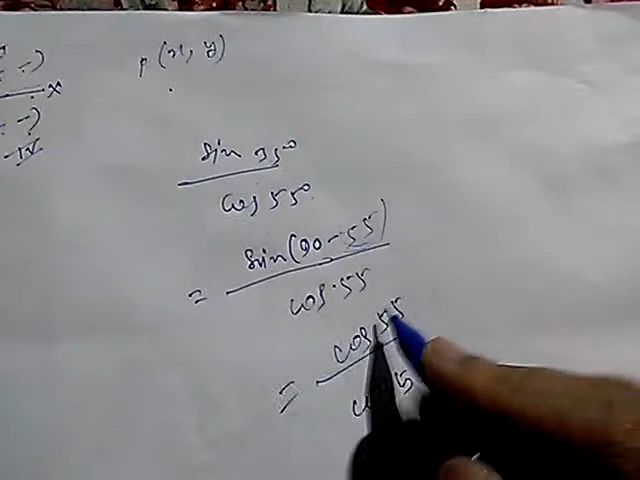 P(x, y)
sin 35°
cos 55°
= sin(90-55)
cos·55
= cos 55